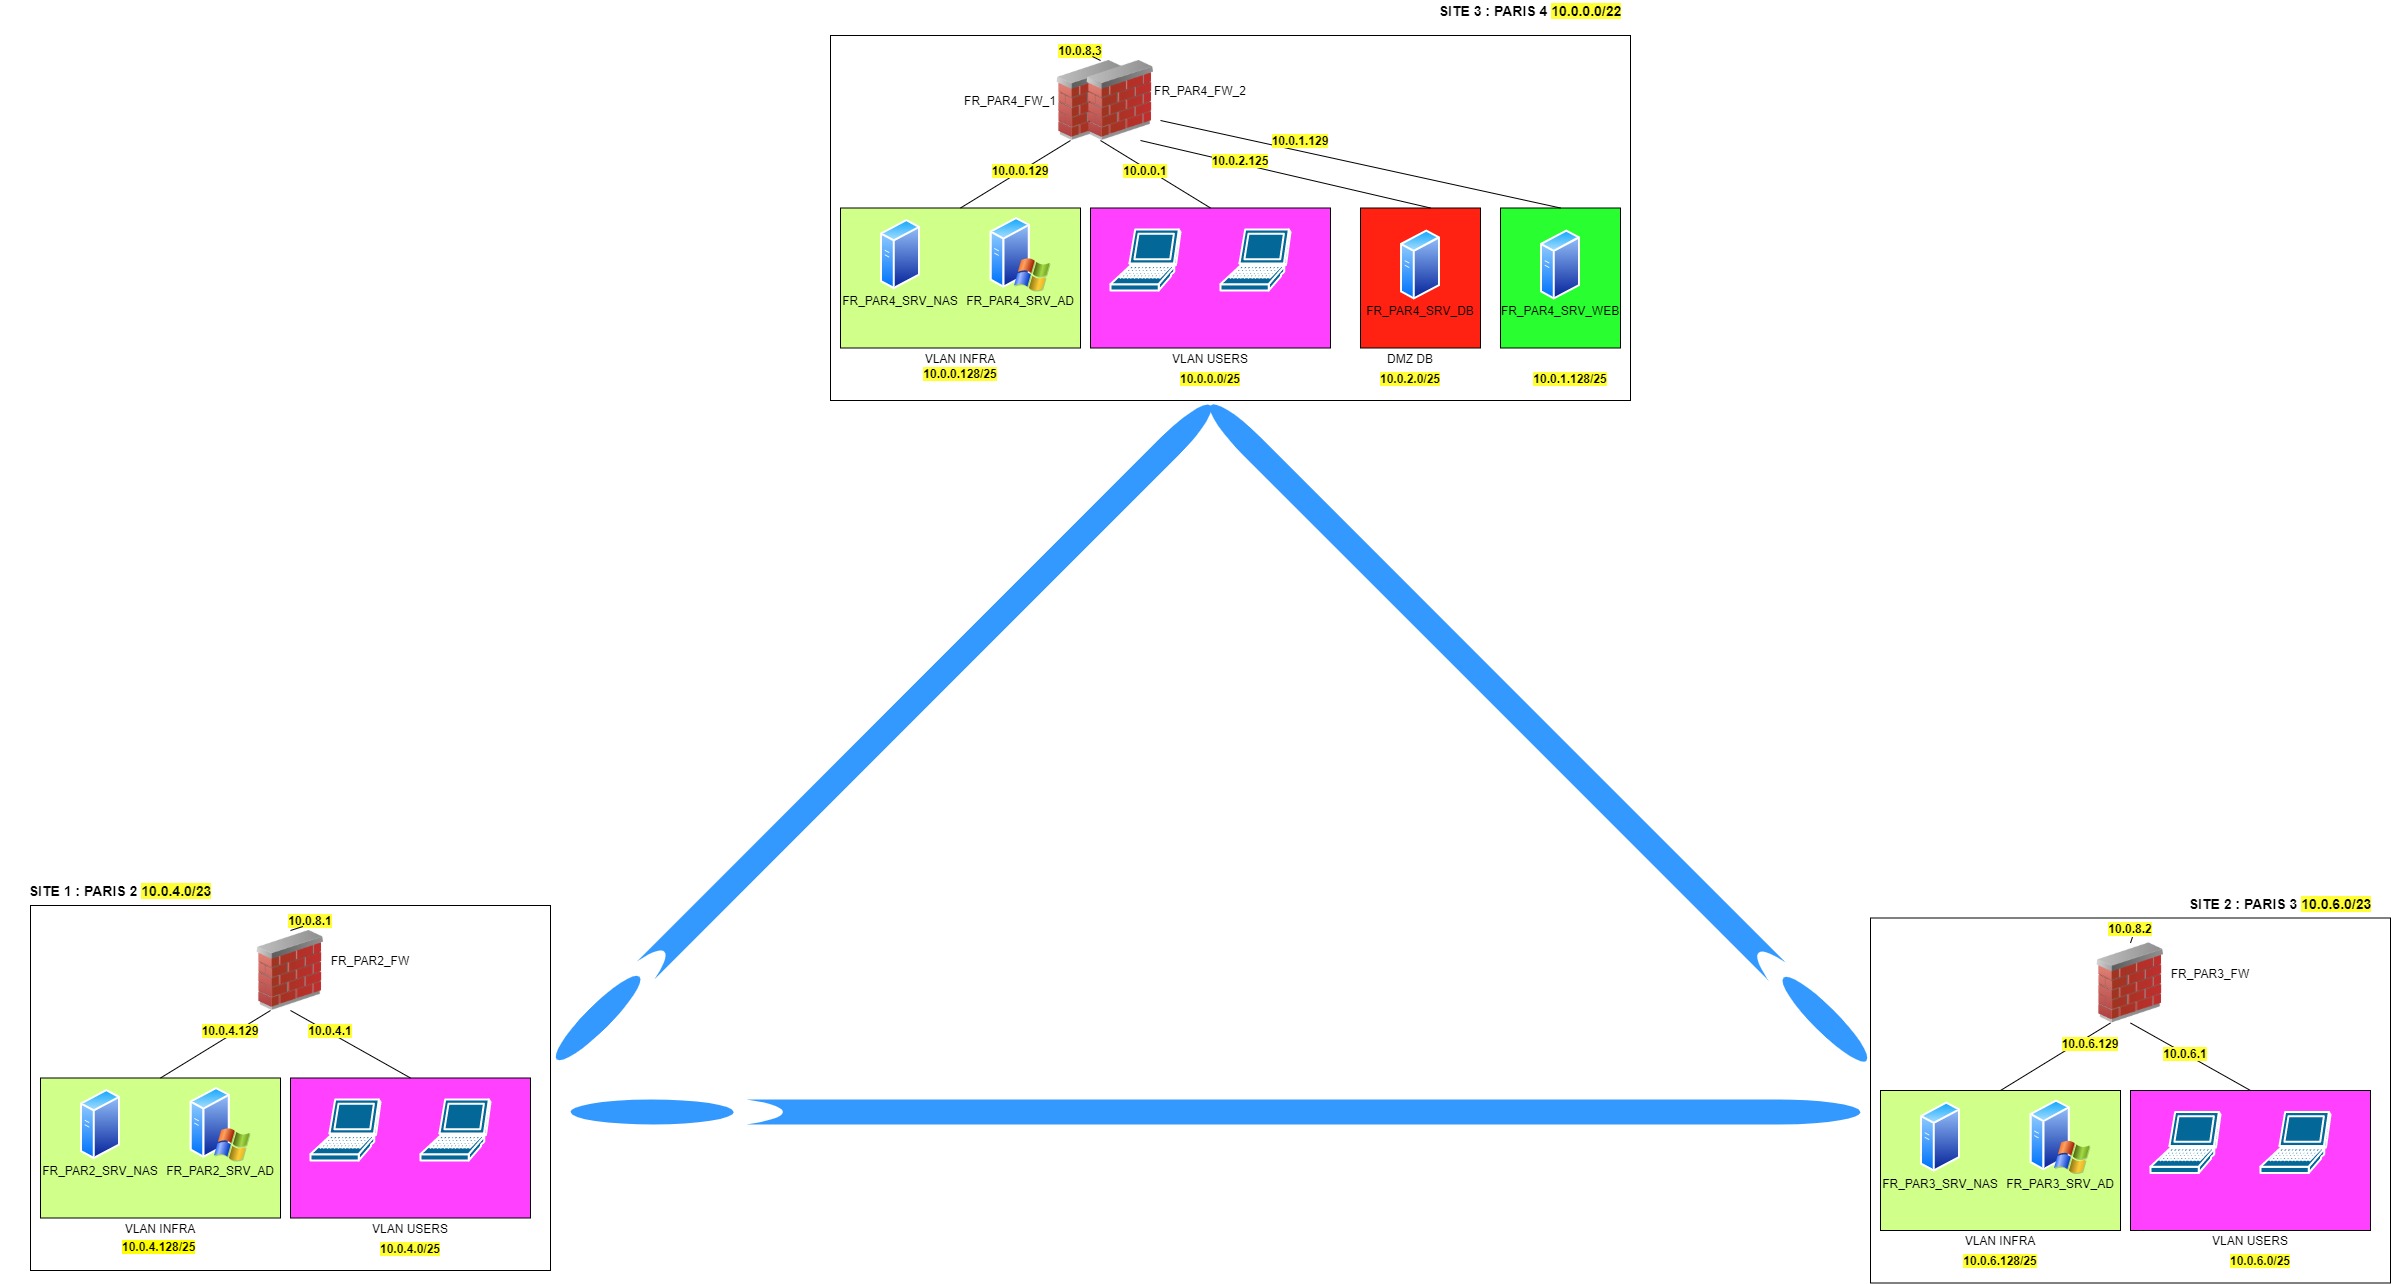 SITE 3 : PARIS 4 10.0.0.0/22
10.0.8.3
FR_PAR4_FW_1
FR_PAR4_FW_2
10.0.0.129
10.0.0.1
10.0.2.125
10.0.1.129
FR_PAR4_SRV_NAS
FR_PAR4_SRV_AD
FR_PAR4_SRV_DB
FR_PAR4_SRV_WEB
VLAN INFRA
10.0.0.128/25
VLAN USERS
10.0.0.0/25
DMZ DB
10.0.2.0/25
10.0.1.128/25
SITE 1 : PARIS 2 10.0.4.0/23
10.0.8.1
FR_PAR2_FW
10.0.4.129
10.0.4.1
FR_PAR2_SRV_NAS
FR_PAR2_SRV_AD
VLAN INFRA
10.0.4.128/25
VLAN USERS
10.0.4.0/25
SITE 2 : PARIS 3 10.0.6.0/23
10.0.8.2
FR_PAR3_FW
10.0.6.129
10.0.6.1
FR_PAR3_SRV_NAS
FR_PAR3_SRV_AD
VLAN INFRA
10.0.6.128/25
VLAN USERS
10.0.6.0/25